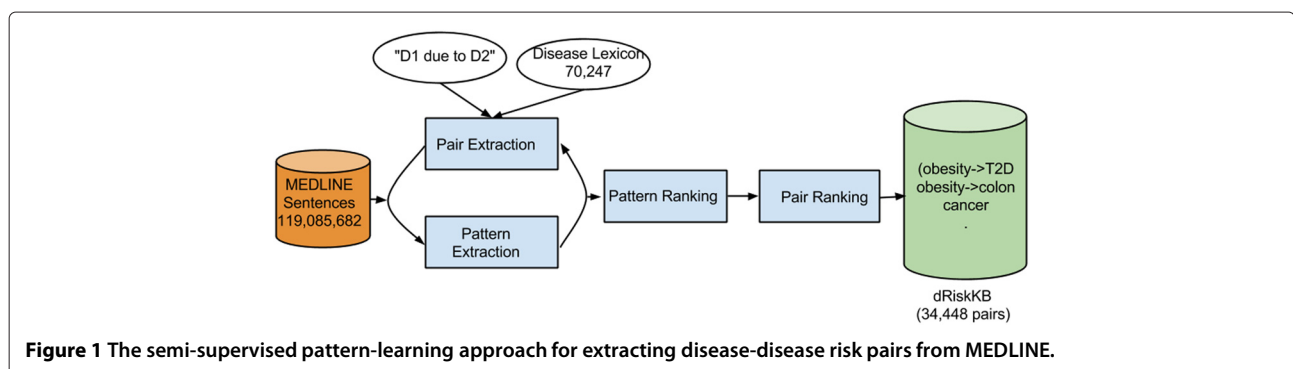 "D1 due to D2"
Disease Lexicon
70,247
Pair Extraction
MEDLINE
Sentences
119,085,682
Pattern
Extraction
Pattern Ranking
Pair Ranking
(obesity->T2D
obesity->colon
cancer
.
dRiskKB
(34,448 pairs)
Figure 1 The semi-supervised pattern-learning approach for extracting disease-disease risk pairs from MEDLINE.